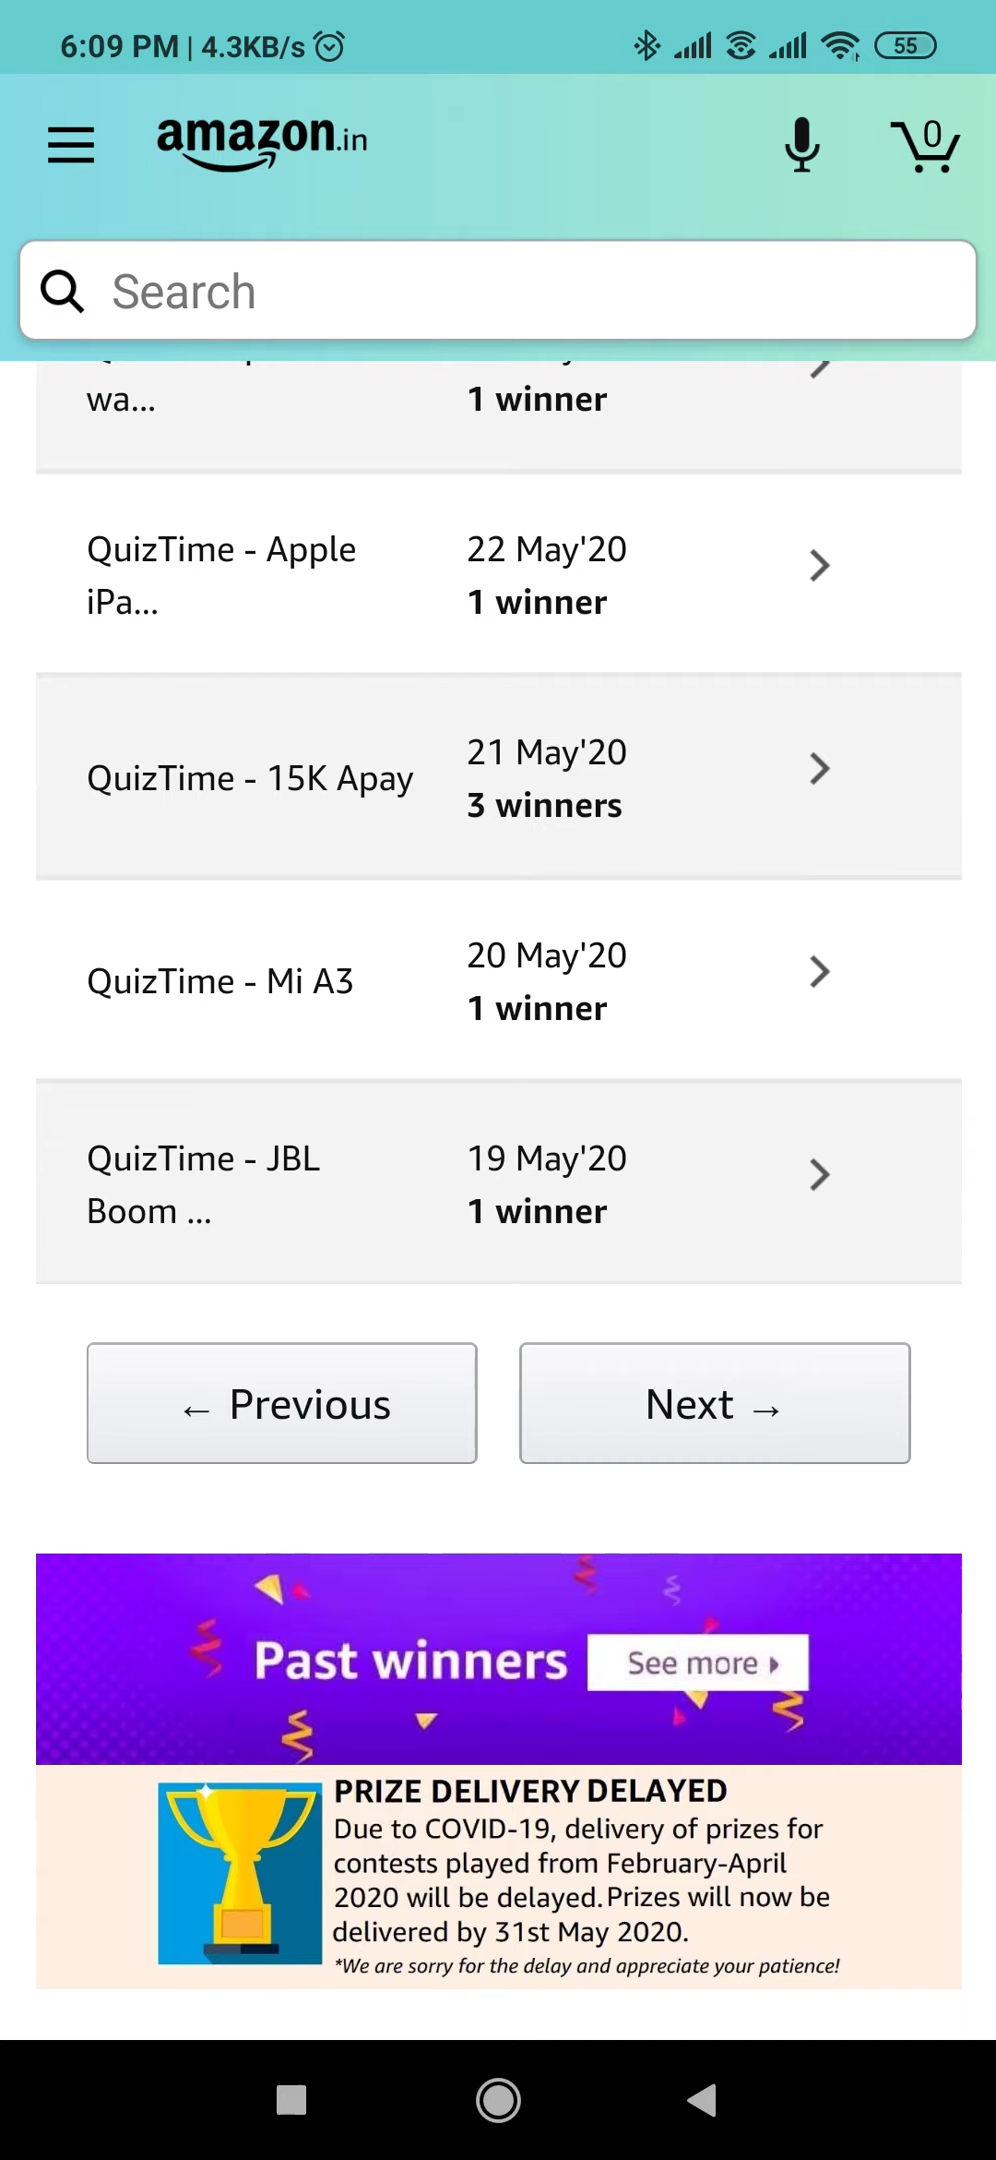 6:09 PM | 4.3KB/s
55
amazon.in
0
Search
wa...
1 winner
QuizTime - Apple
iPa...
22 May'20
1 winner
QuizTime - 15K Apay
21 May'20
3 winners
QuizTime - Mi A3
20 May'20
1 winner
QuizTime - JBL
Boom ...
19 May'20
1 winner
← Previous
Next →
Past winners
See more
PRIZE DELIVERY DELAYED
Due to COVID-19, delivery of prizes for
contests played from February-April
2020 will be delayed. Prizes will now be
delivered by 31st May 2020.
*We are sorry for the delay and appreciate your patience!